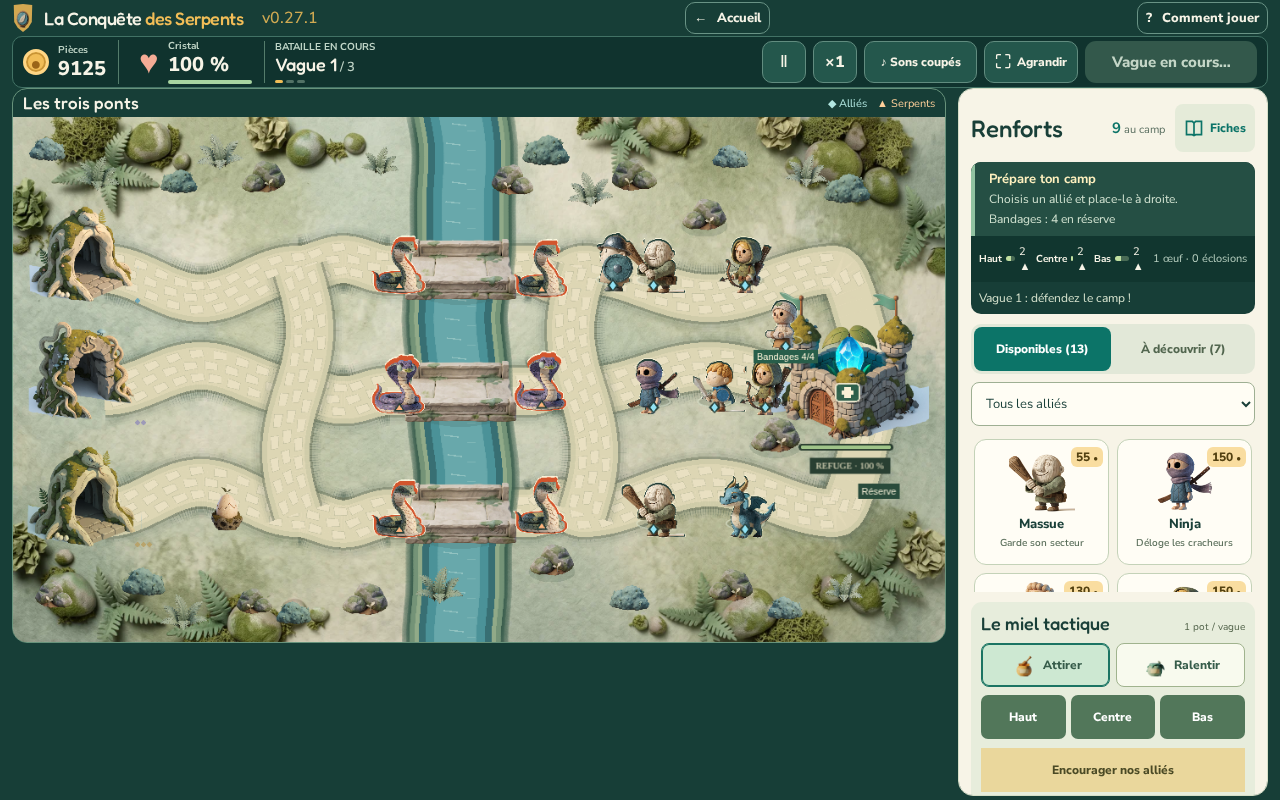 La Conquête des Serpents v0.27.1
← Accueil
? Comment jouer
Pièces
9125
Cristal
100 %
BATAILLE EN COURS
Vague 1 / 3
×1
♪ Sons coupés
Agrandir
Vague en cours...
Les trois ponts
◆ Alliés ▲ Serpents
Bandages 4/4
REFUGE · 100 %
Réserve
Renforts
9 au camp
Fiches
Prépare ton camp
Choisis un allié et place-le à droite.
Bandages : 4 en réserve
Haut 2 ▲ Centre 2 ▲ Bas 2 ▲ 1 œuf · 0 éclosions
Vague 1 : défendez le camp !
Disponibles (13)
À découvrir (7)
Tous les alliés
55 •
Massue
Garde son secteur
150 •
Ninja
Déloge les cracheurs
130 •
150 •
Le miel tactique
1 pot / vague
Attirer
Ralentir
Haut
Centre
Bas
Encourager nos alliés